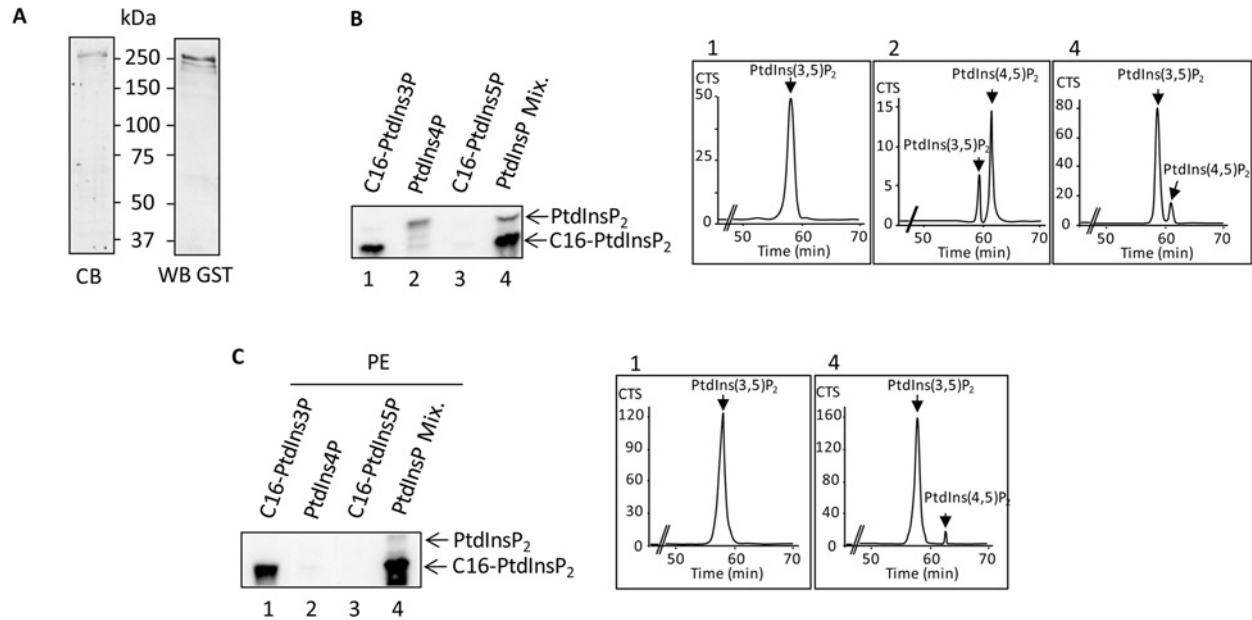 A
kDa
250
150
100
75
50
37
CB
WB GST
B
C16-PtdIns3P
PtdIns4P
C16-PtdIns5P
PtdInsP Mix.
PtdInsP2
C16-PtdInsP2
1 2 3 4
1
CTS
PtdIns(3,5)P2
50
25
0
50 60 70
Time (min)
2
CTS
PtdIns(4,5)P2
PtdIns(3,5)P2
15
10
5
0
50 60 70
Time (min)
4
CTS
PtdIns(3,5)P2
PtdIns(4,5)P2
80
60
40
20
0
50 60 70
Time (min)
C
PE
C16-PtdIns3P
PtdIns4P
C16-PtdIns5P
PtdInsP Mix.
PtdInsP2
C16-PtdInsP2
1 2 3 4
1
CTS
PtdIns(3,5)P2
120
90
60
30
0
50 60 70
Time (min)
4
CTS
PtdIns(3,5)P2
PtdIns(4,5)P2
160
120
80
40
0
50 60 70
Time (min)